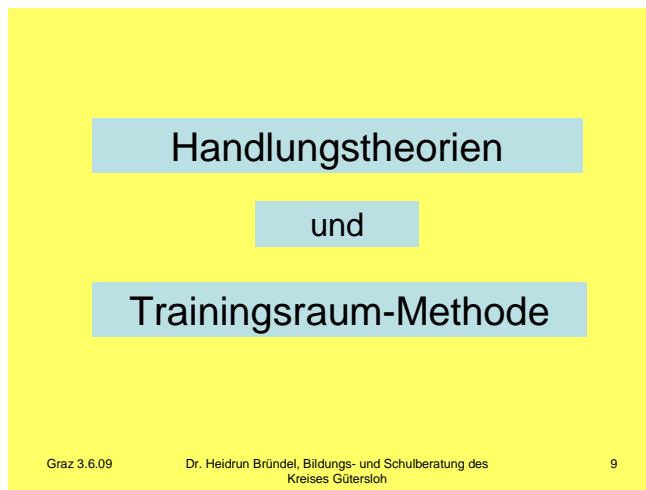 Handlungstheorien
und
Trainingsraum-Methode
Graz 3.6.09
Dr. Heidrun Bründel, Bildungs- und Schulberatung des
Kreises Gütersloh
9